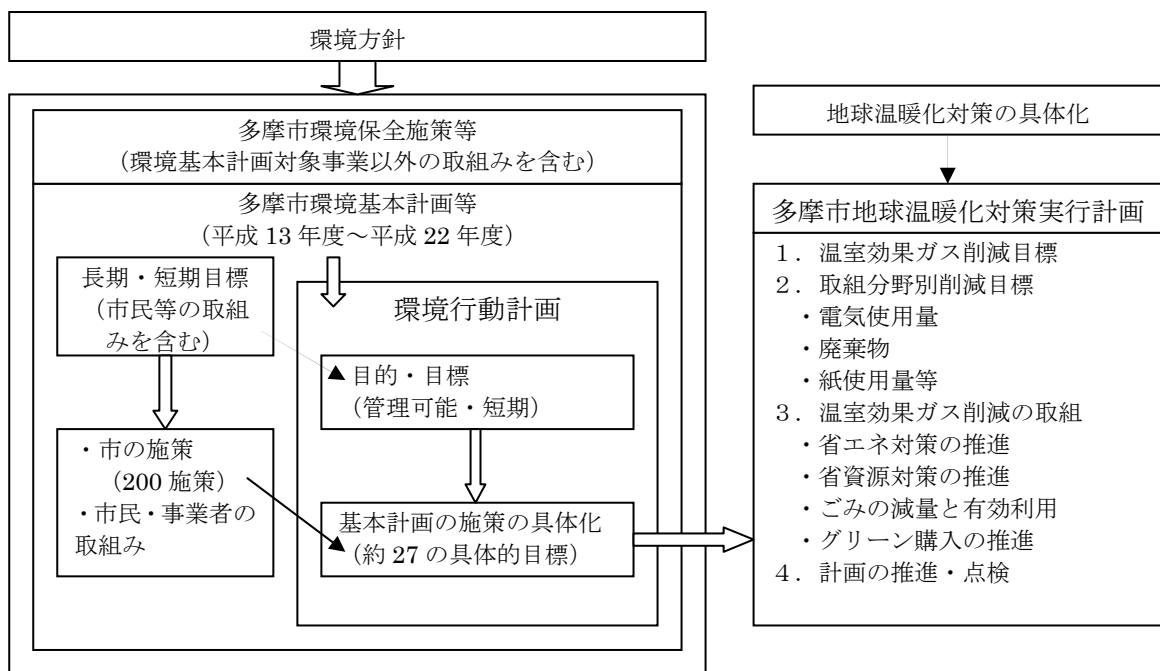 環境方針
多摩市環境保全施策等
（環境基本計画対象事業以外の取組みを含む）
多摩市環境基本計画等
（平成 13 年度～平成 22 年度）
長期・短期目標
（市民等の取組
みを含む）
・市の施策
（200 施策）
・市民・事業者の
取組み
環境行動計画
目的・目標
（管理可能・短期）
基本計画の施策の具体化
（約 27 の具体的目標）
地球温暖化対策の具体化
多摩市地球温暖化対策実行計画
１．温室効果ガス削減目標
２．取組分野別削減目標
・電気使用量
・廃棄物
・紙使用量等
３．温室効果ガス削減の取組
・省エネ対策の推進
・省資源対策の推進
・ごみの減量と有効利用
・グリーン購入の推進
４．計画の推進・点検